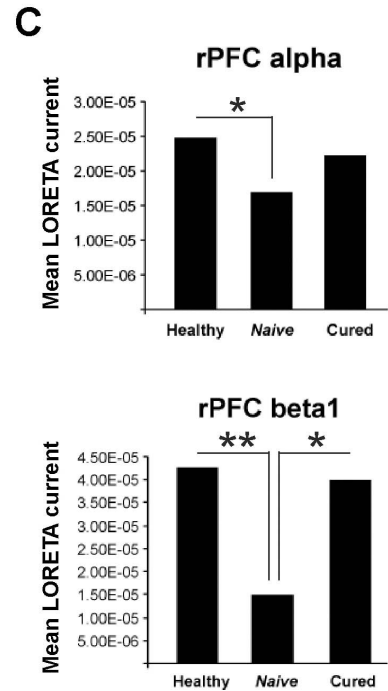 C
rPFC alpha
Mean LORETA current
3.00E-05
*
2.50E-05
2.00E-05
1.50E-05
1.00E-05
5.00E-06
Healthy Naive Cured
rPFC beta1
Mean LORETA current
** *
4.50E-05
4.00E-05
3.50E-05
3.00E-05
2.50E-05
2.00E-05
1.50E-05
1.00E-05
5.00E-06
Healthy Naive Cured